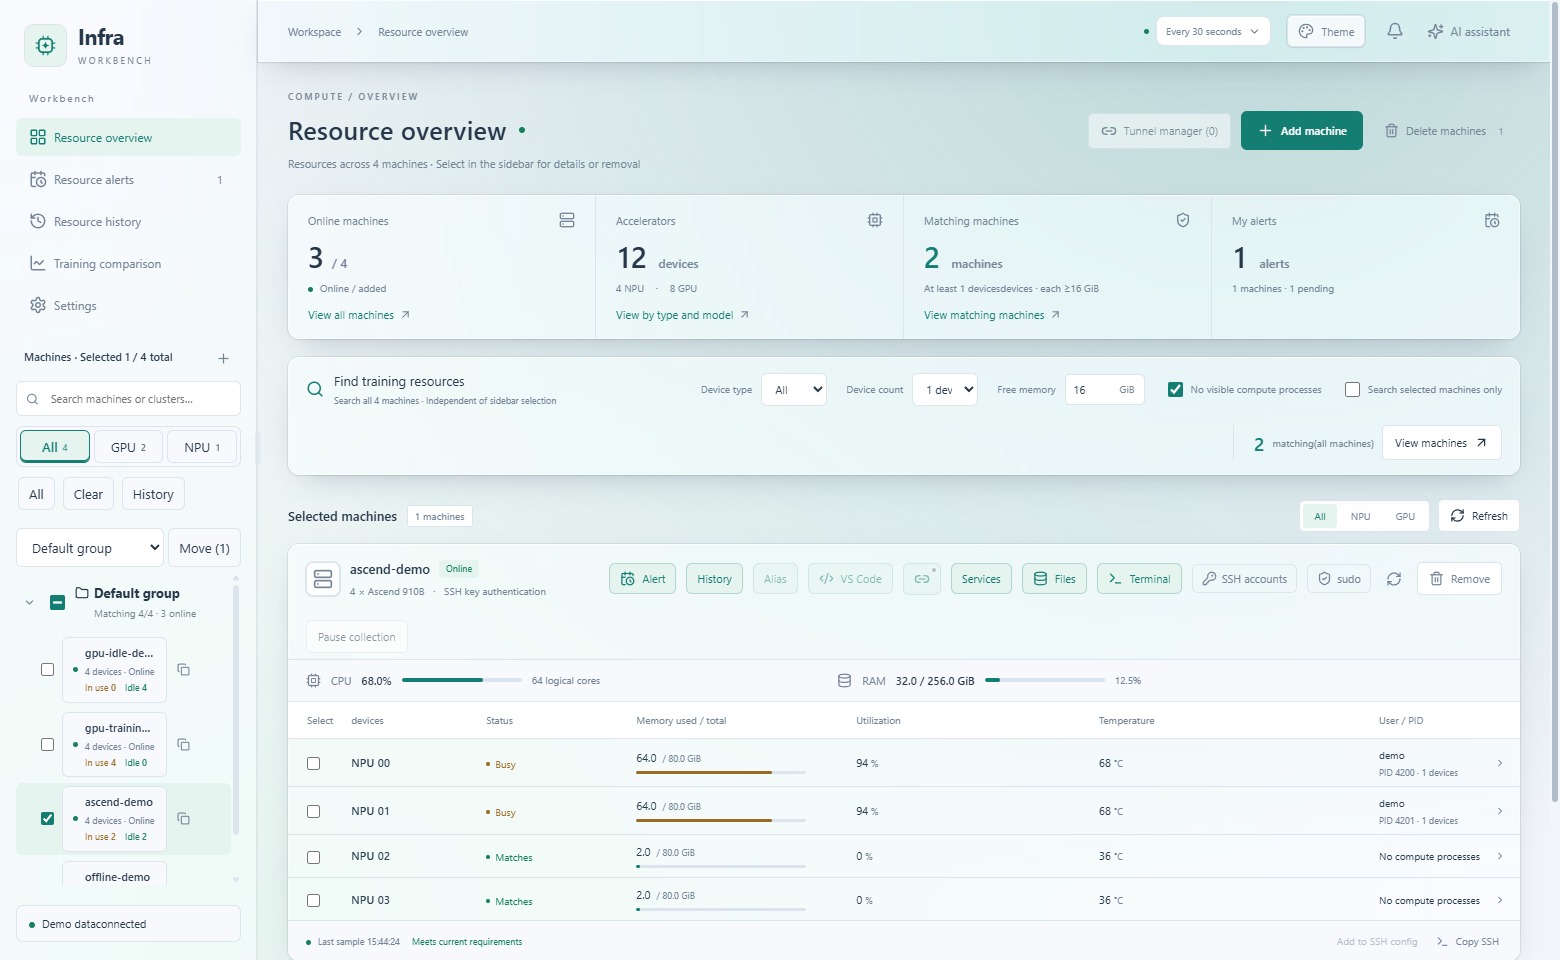 Infra
WORKBENCH
Workbench
Resource overview
Resource alerts 1
Resource history
Training comparison
Settings
Machines · Selected 1 / 4 total
Search machines or clusters...
All 4 GPU 2 NPU 1
All Clear History
Default group Move (1)
Default group
Matching 4/4 · 3 online
gpu-idle-de...
4 devices · Online
In use 0 Idle 4
gpu-trainin...
4 devices · Online
In use 4 Idle 0
ascend-demo
4 devices · Online
In use 2 Idle 2
offline-demo
Demo dataconnected
Workspace > Resource overview
Every 30 seconds Theme AI assistant
COMPUTE / OVERVIEW
Resource overview
Tunnel manager (0) Add machine Delete machines 1
Resources across 4 machines · Select in the sidebar for details or removal
Online machines
3 / 4
Online / added
View all machines
Accelerators
12 devices
4 NPU · 8 GPU
View by type and model
Matching machines
2 machines
At least 1 devicesdevices · each ≥16 GiB
View matching machines
My alerts
1 alerts
1 machines · 1 pending
Find training resources
Search all 4 machines · Independent of sidebar selection
Device type All Device count 1 dev Free memory 16 GiB No visible compute processes Search selected machines only
2 matching(all machines) View machines
Selected machines 1 machines All NPU GPU Refresh
ascend-demo Online
4 × Ascend 910B · SSH key authentication
Alert History Alias VS Code Services Files Terminal SSH accounts sudo Remove
Pause collection
CPU 68.0% 64 logical cores RAM 32.0 / 256.0 GiB 12.5%
Select devices Status Memory used / total Utilization Temperature User / PID
NPU 00 Busy 64.0 / 80.0 GiB 94 % 68 °C demo
PID 4200 · 1 devices
NPU 01 Busy 64.0 / 80.0 GiB 94 % 68 °C demo
PID 4201 · 1 devices
NPU 02 Matches 2.0 / 80.0 GiB 0 % 36 °C No compute processes
NPU 03 Matches 2.0 / 80.0 GiB 0 % 36 °C No compute processes
Last sample 15:44:24 Meets current requirements Add to SSH config Copy SSH